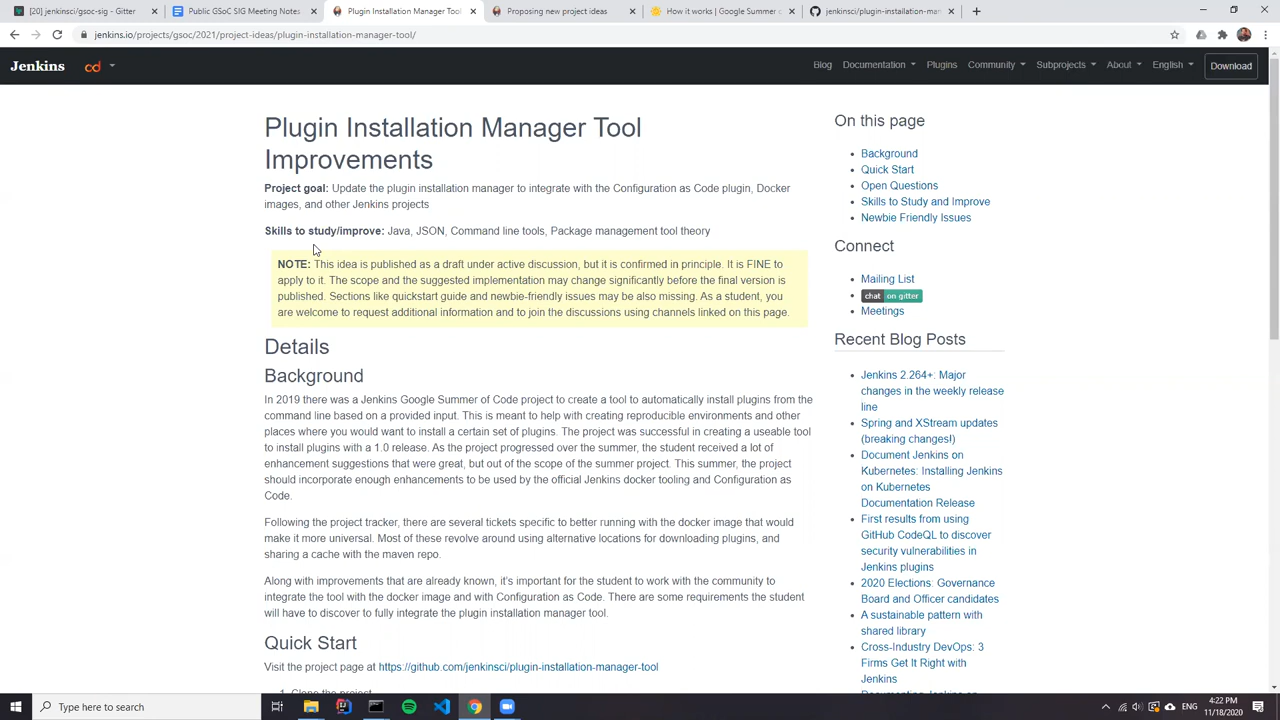 [20] jenkinsci/gsoc-sig - Gitter
Public GSoC SIG Meeting Notes
Plugin Installation Manager Tool
Proposing new project ideas
How it works | Google Summer o
jenkinsci/plugin-installation-man
jenkins.io/projects/gsoc/2021/project-ideas/plugin-installation-manager-tool/
Jenkins
cd
Blog Documentation Plugins Community Subprojects About English Download
Plugin Installation Manager Tool
Improvements
Project goal: Update the plugin installation manager to integrate with the Configuration as Code plugin, Docker
images, and other Jenkins projects
Skills to study/improve: Java, JSON, Command line tools, Package management tool theory
NOTE: This idea is published as a draft under active discussion, but it is confirmed in principle. It is FINE to
apply to it. The scope and the suggested implementation may change significantly before the final version is
published. Sections like quickstart guide and newbie-friendly issues may be also missing. As a student, you
are welcome to request additional information and to join the discussions using channels linked on this page.
Details
Background
In 2019 there was a Jenkins Google Summer of Code project to create a tool to automatically install plugins from the
command line based on a provided input. This is meant to help with creating reproducible environments and other
places where you would want to install a certain set of plugins. The project was successful in creating a useable tool
to install plugins with a 1.0 release. As the project progressed over the summer, the student received a lot of
enhancement suggestions that were great, but out of the scope of the summer project. This summer, the project
should incorporate enough enhancements to be used by the official Jenkins docker tooling and Configuration as
Code.
Following the project tracker, there are several tickets specific to better running with the docker image that would
make it more universal. Most of these revolve around using alternative locations for downloading plugins, and
sharing a cache with the maven repo.
Along with improvements that are already known, it's important for the student to work with the community to
integrate the tool with the docker image and with Configuration as Code. There are some requirements the student
will have to discover to fully integrate the plugin installation manager tool.
Quick Start
Visit the project page at https://github.com/jenkinsci/plugin-installation-manager-tool
1. Clone the project
On this page
Background
Quick Start
Open Questions
Skills to Study and Improve
Newbie Friendly Issues
Connect
Mailing List
chat on gitter
Meetings
Recent Blog Posts
Jenkins 2.264+: Major
changes in the weekly release
line
Spring and XStream updates
(breaking changes!)
Document Jenkins on
Kubernetes: Installing Jenkins
on Kubernetes
Documentation Release
First results from using
GitHub CodeQL to discover
security vulnerabilities in
Jenkins plugins
2020 Elections: Governance
Board and Officer candidates
A sustainable pattern with
shared library
Cross-Industry DevOps: 3
Firms Get It Right with
Jenkins
Type here to search
4:22 PM
11/18/2020